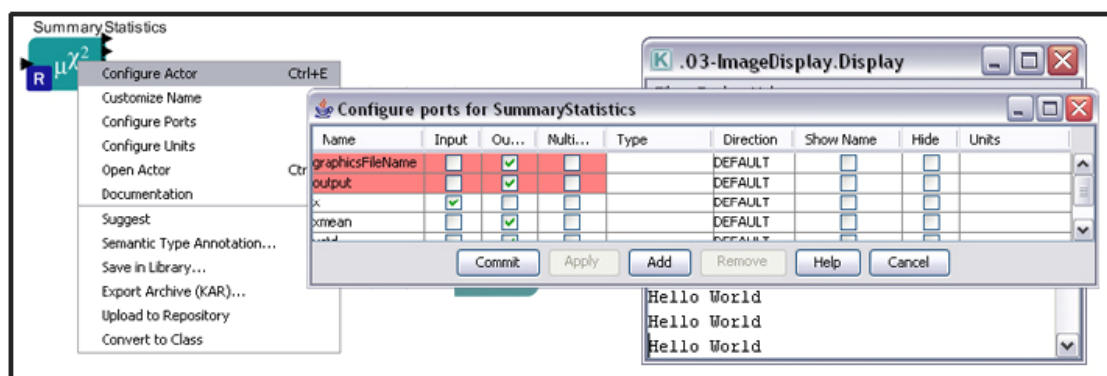 SummaryStatistics
μχ2
R
Configure Actor Ctrl+E
Customize Name
Configure Ports
Configure Units
Open Actor Ctr
Documentation
Suggest
Semantic Type Annotation...
Save in Library...
Export Archive (KAR)...
Upload to Repository
Convert to Class
K .03-ImageDisplay.Display
Configure ports for SummaryStatistics
Name Input Ou... Multi... Type Direction Show Name Hide Units
graphicsFileName DEFAULT
output DEFAULT
x DEFAULT
xmean DEFAULT
DEFAULT
Commit Apply Add Remove Help Cancel
Hello World
Hello World
Hello World